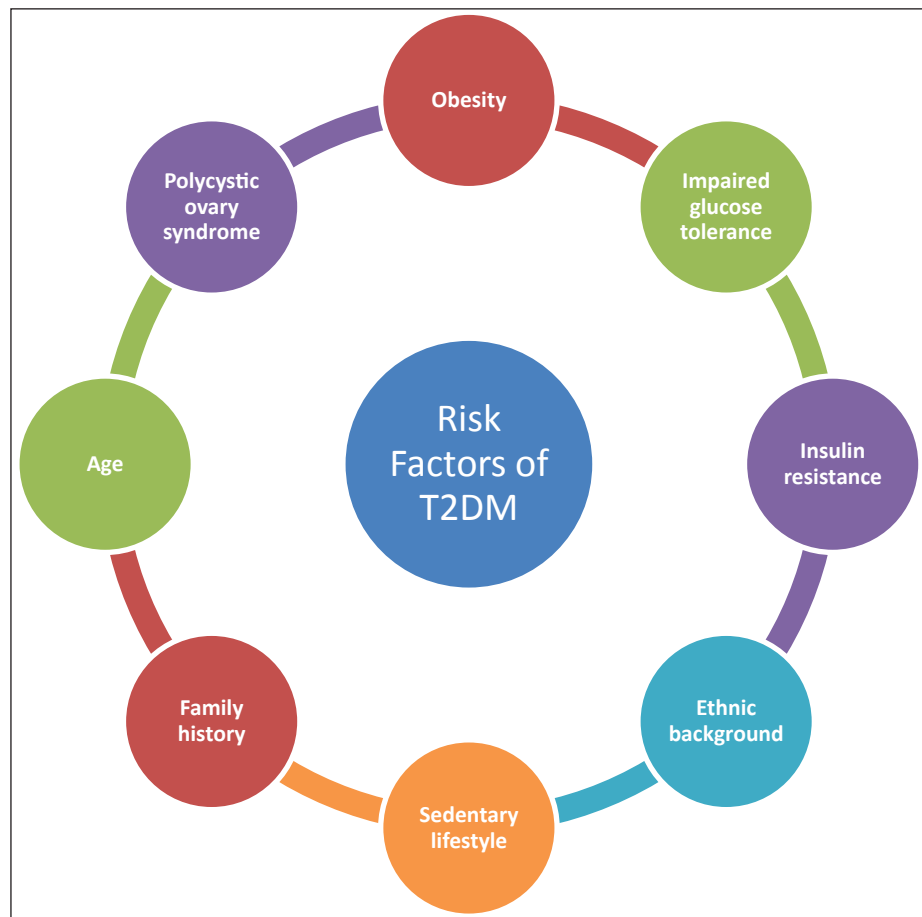 Obesity
Impaired
glucose
tolerance
Insulin
resistance
Ethnic
background
Sedentary
lifestyle
Family
history
Age
Polycystic
ovary
syndrome
Risk
Factors of
T2DM